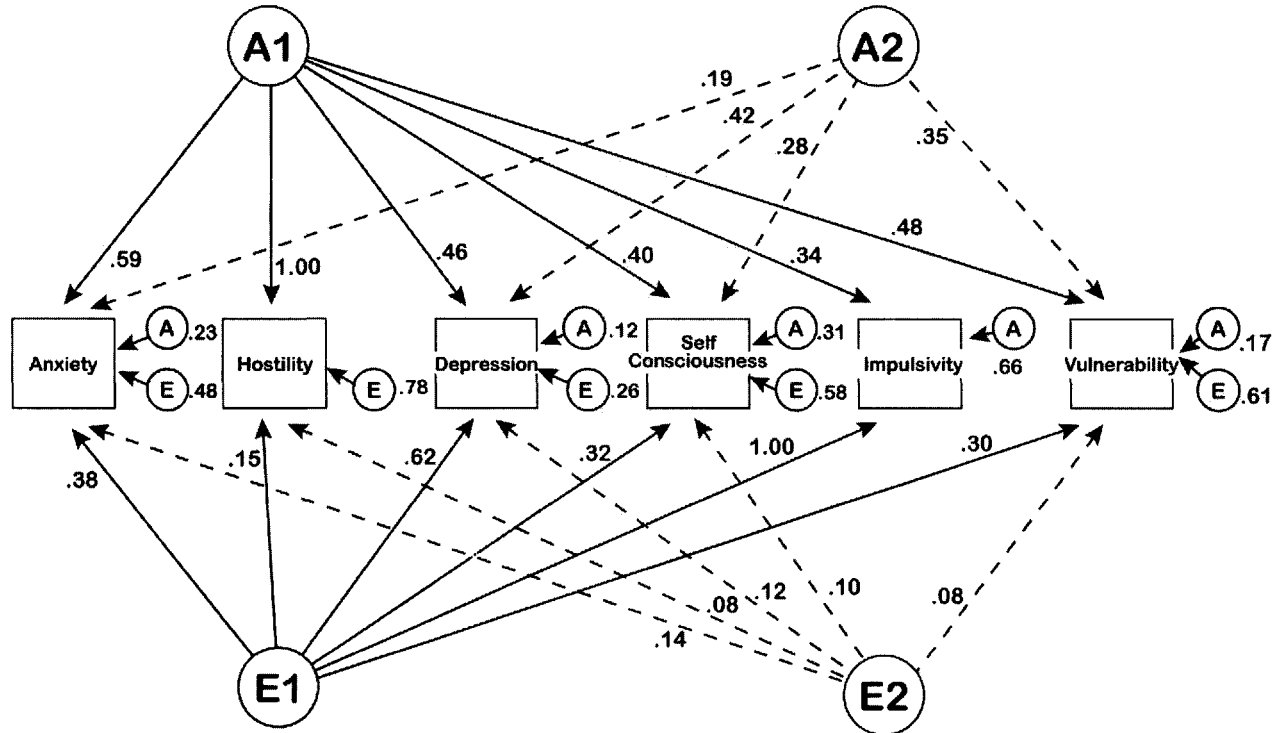 A1
A2
.19
.42
.28
.35
.59
1.00
.46
.40
.34
.48
Anxiety
A
.23
E
.48
Hostility
E
.78
Depression
A
.12
E
.26
Self
Consciousness
A
.31
E
.58
Impulsivity
A
.66
Vulnerability
A
.17
E
.61
.38
.15
.62
.32
1.00
.30
.14
.08
.12
.10
.08
E1
E2